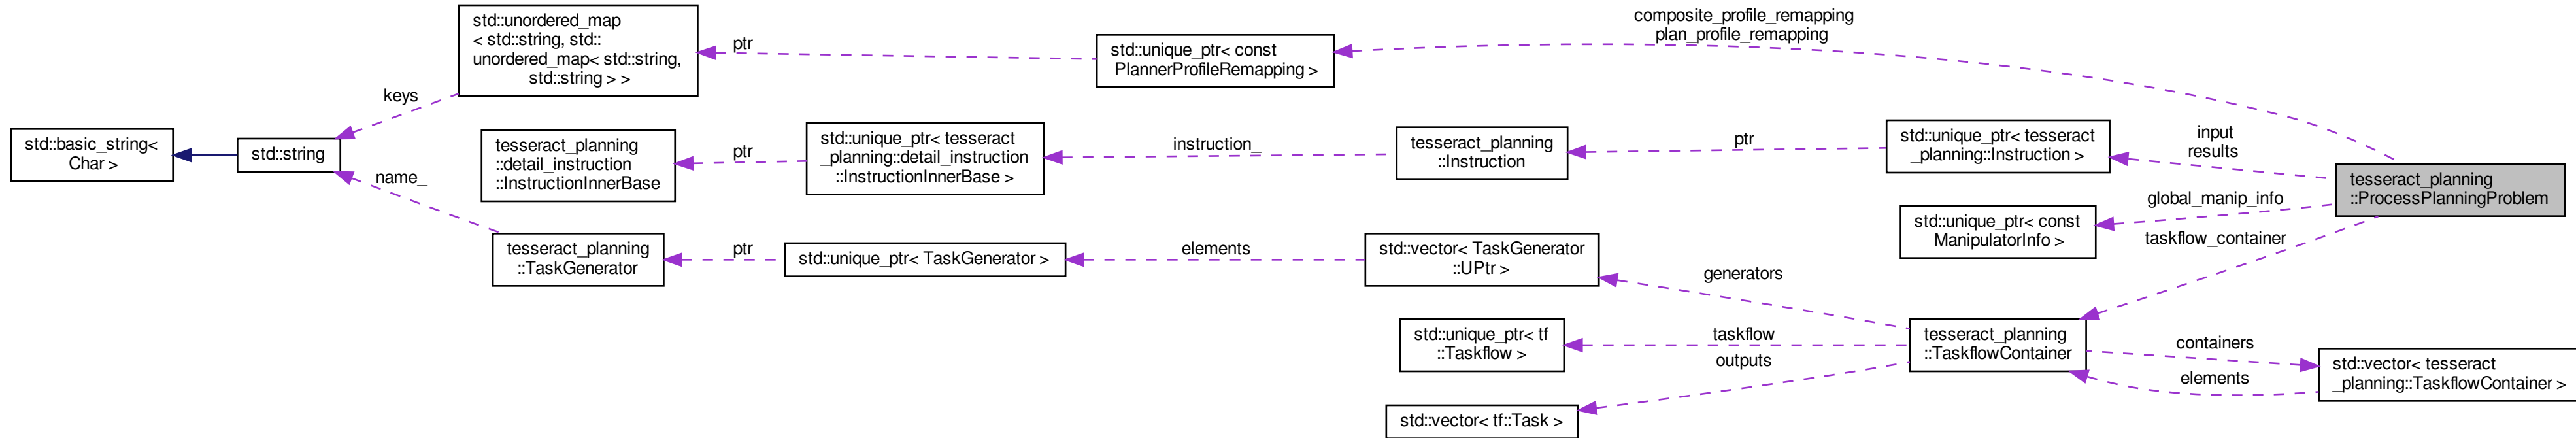 composite_profile_remapping
plan_profile_remapping
std::unordered_map
< std::string, std::
unordered_map< std::string,
std::string > >
ptr
std::unique_ptr< const
PlannerProfileRemapping >
keys
std::basic_string<
Char >
std::string
tesseract_planning
::detail_instruction
::InstructionInnerBase
ptr
std::unique_ptr< tesseract
_planning::detail_instruction
::InstructionInnerBase >
instruction_
tesseract_planning
::Instruction
ptr
std::unique_ptr< tesseract
_planning::Instruction >
input
results
tesseract_planning
::ProcessPlanningProblem
name_
global_manip_info
std::unique_ptr< const
ManipulatorInfo >
taskflow_container
tesseract_planning
::TaskGenerator
ptr
std::unique_ptr< TaskGenerator >
elements
std::vector< TaskGenerator
::UPtr >
generators
std::unique_ptr< tf
::Taskflow >
taskflow
outputs
tesseract_planning
::TaskflowContainer
containers
elements
std::vector< tesseract
_planning::TaskflowContainer >
std::vector< tf::Task >